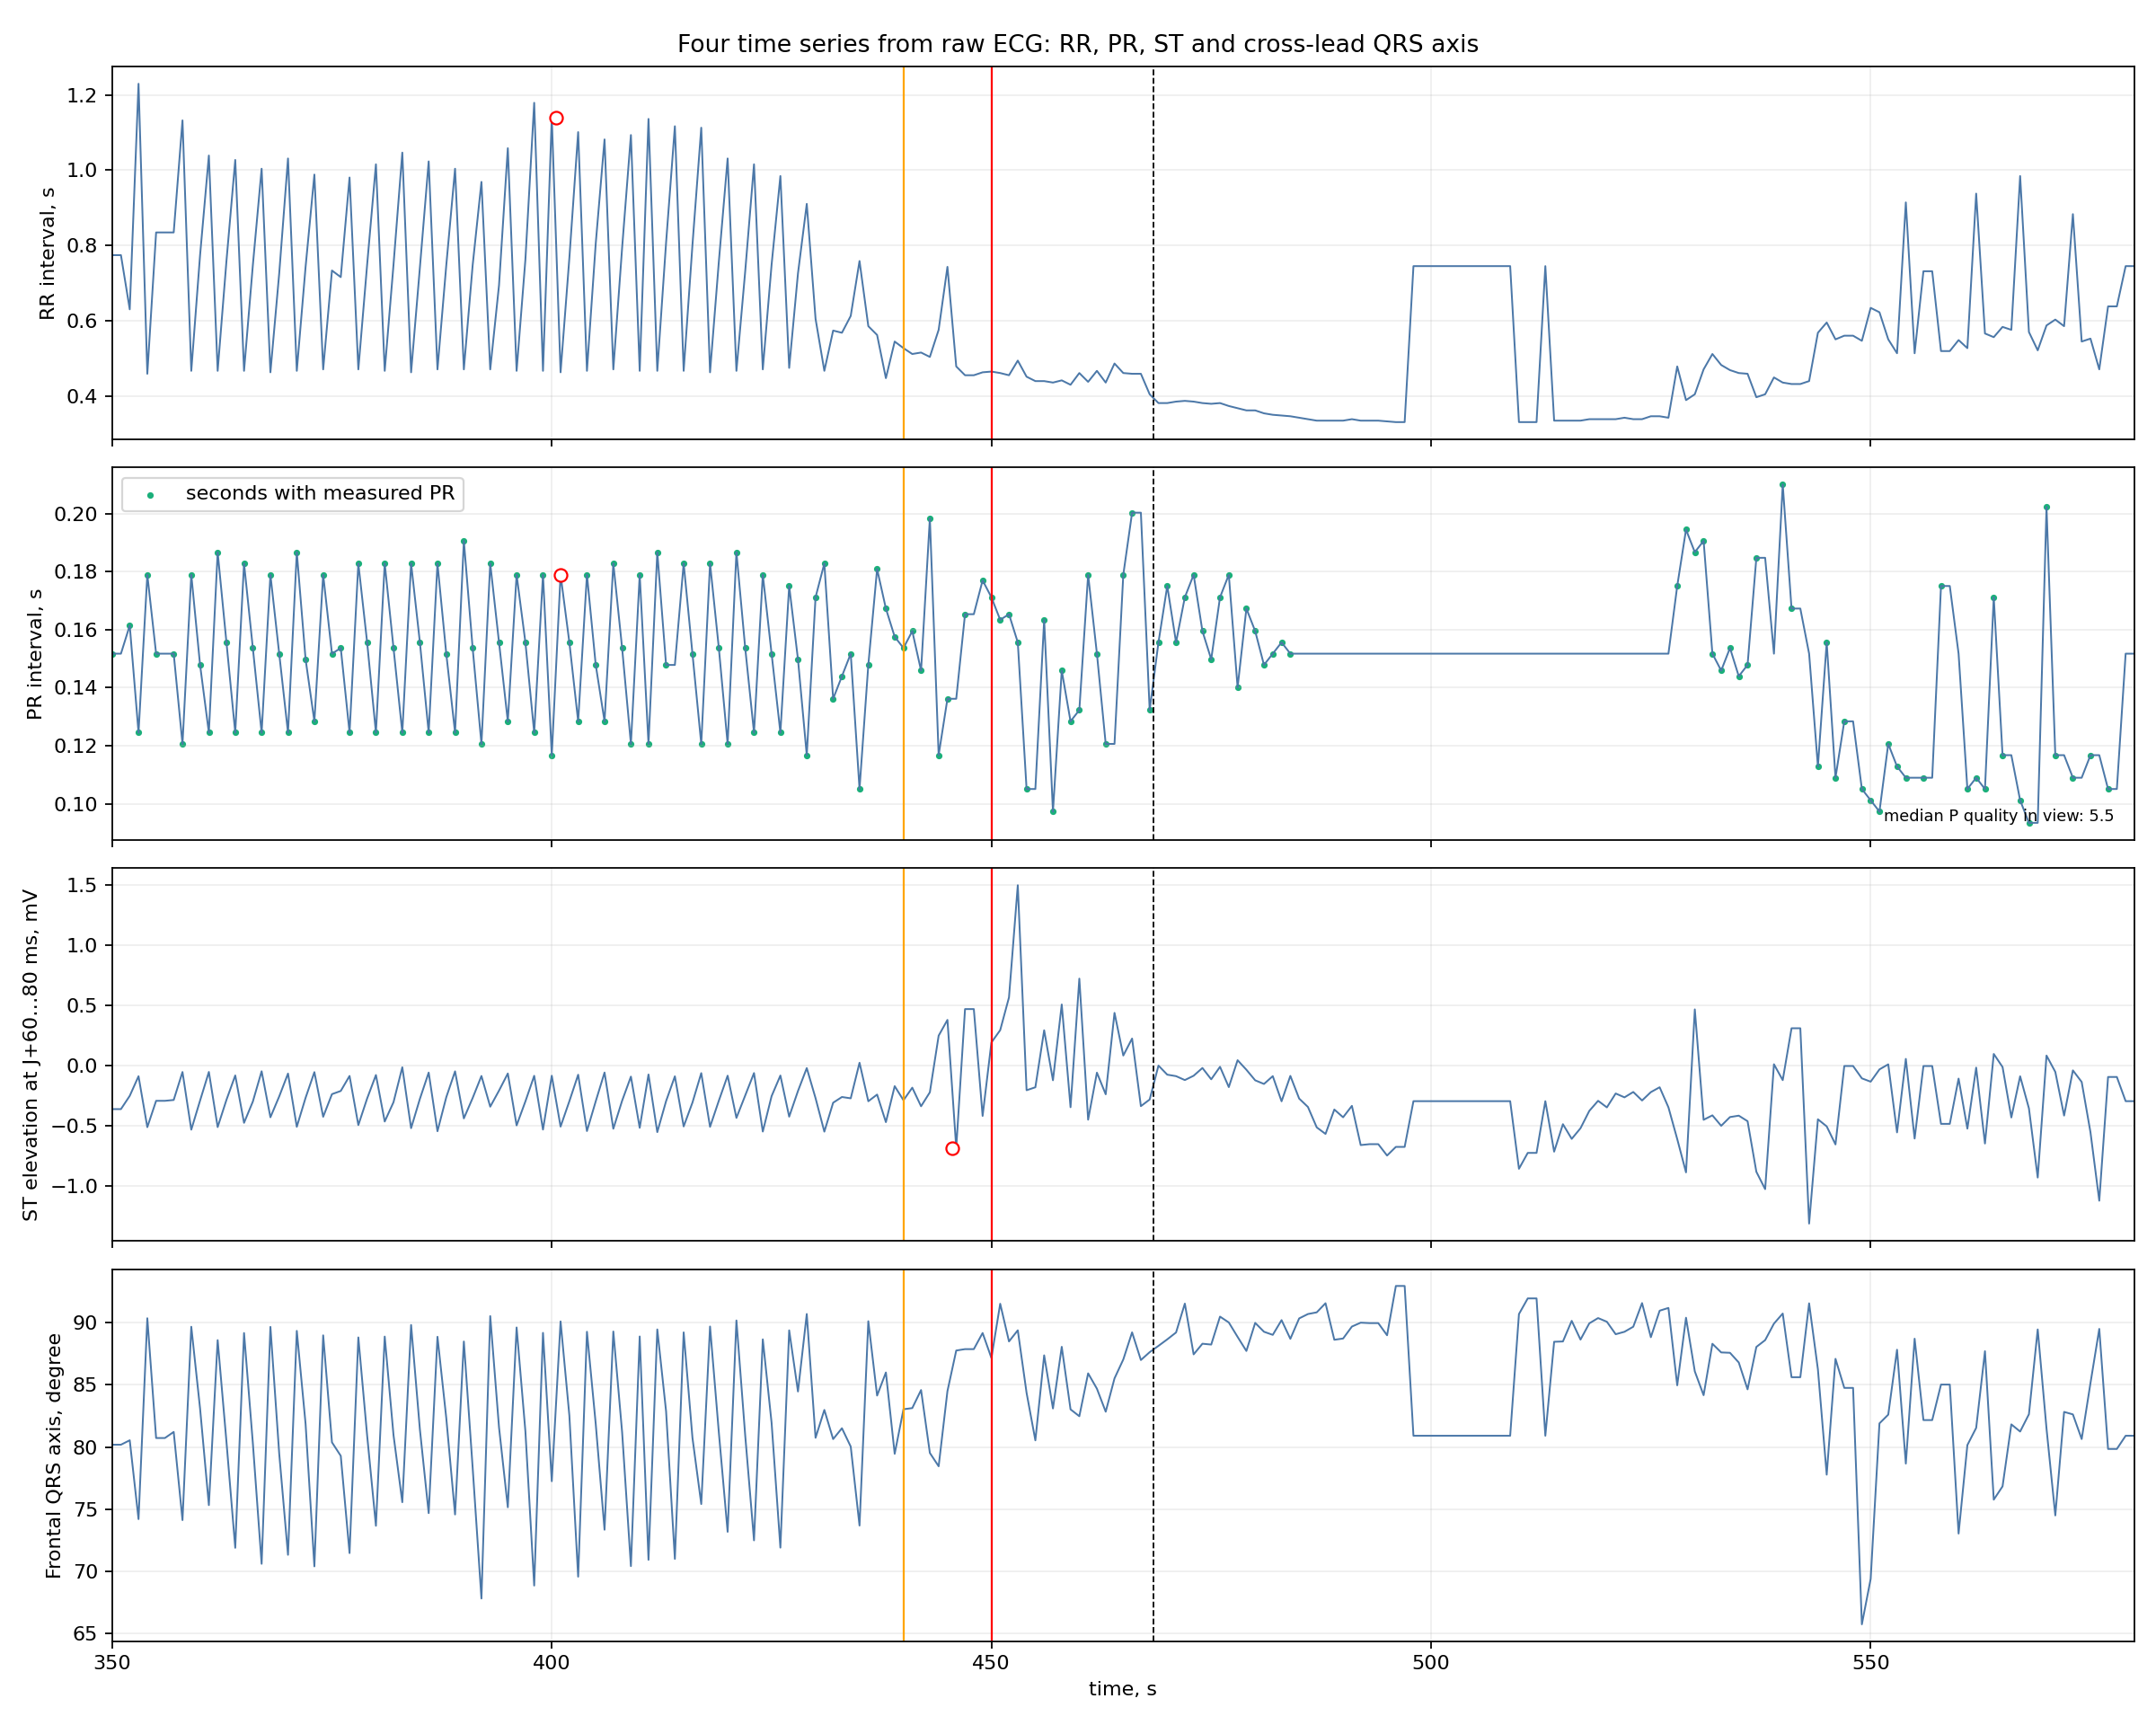 Four time series from raw ECG: RR, PR, ST and cross-lead QRS axis
RR interval, s
1.2
1.0
0.8
0.6
0.4
PR interval, s
seconds with measured PR
0.20
0.18
0.16
0.14
0.12
0.10
median P quality in view: 5.5
ST elevation at J+60...80 ms, mV
1.5
1.0
0.5
0.0
−0.5
−1.0
Frontal QRS axis, degree
90
85
80
75
70
65
350 400 450 500 550
time, s